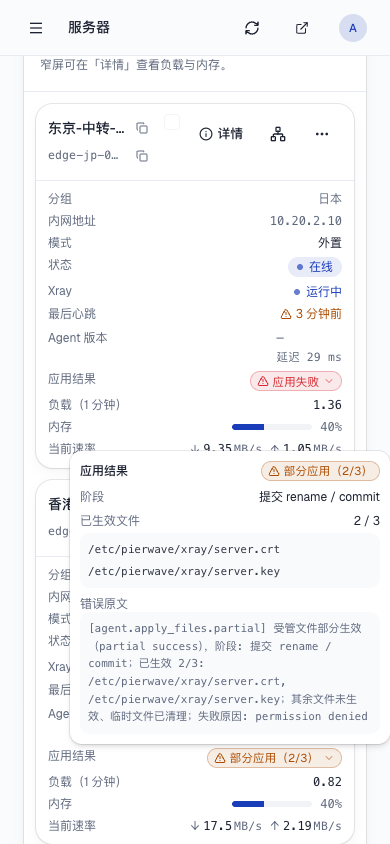 服务器
A
窄屏可在「详情」查看负载与内存。
东京-中转-…
详情
edge-jp-0…
分组 日本
内网地址 10.20.2.10
模式 外置
状态 在线
Xray 运行中
最后心跳 3 分钟前
Agent 版本 —
延迟 29 ms
应用结果 应用失败
负载（1 分钟） 1.36
内存 40%
当前速率 ↓ 9.35 MB/s ↑ 1.05 MB/s
应用结果 部分应用（2/3）
阶段 提交 rename / commit
已生效文件 2 / 3
/etc/pierwave/xray/server.crt
/etc/pierwave/xray/server.key
错误原文
[agent.apply_files.partial] 受管文件部分生效
（partial success），阶段: 提交 rename /
commit; 已生效 2/3:
/etc/pierwave/xray/server.crt,
/etc/pierwave/xray/server.key; 其余文件未生
效、临时文件已清理; 失败原因: permission denied
香港
edg
分组
内网
模式
状态
Xray
最后
Age
应用结果 部分应用（2/3）
负载（1 分钟） 0.82
内存 40%
当前速率 ↓ 17.5 MB/s ↑ 2.19 MB/s